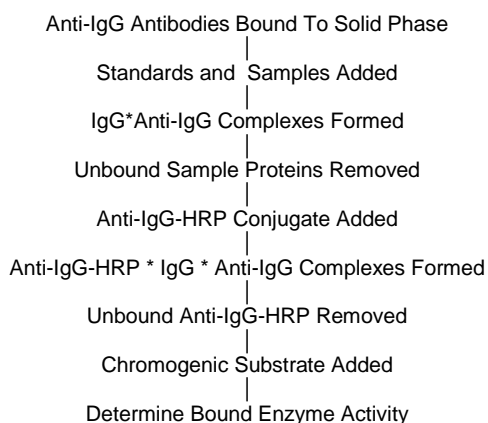 Anti-IgG Antibodies Bound To Solid Phase
Standards and Samples Added
IgG*Anti-IgG Complexes Formed
Unbound Sample Proteins Removed
Anti-IgG-HRP Conjugate Added
Anti-IgG-HRP * IgG * Anti-IgG Complexes Formed
Unbound Anti-IgG-HRP Removed
Chromogenic Substrate Added
Determine Bound Enzyme Activity